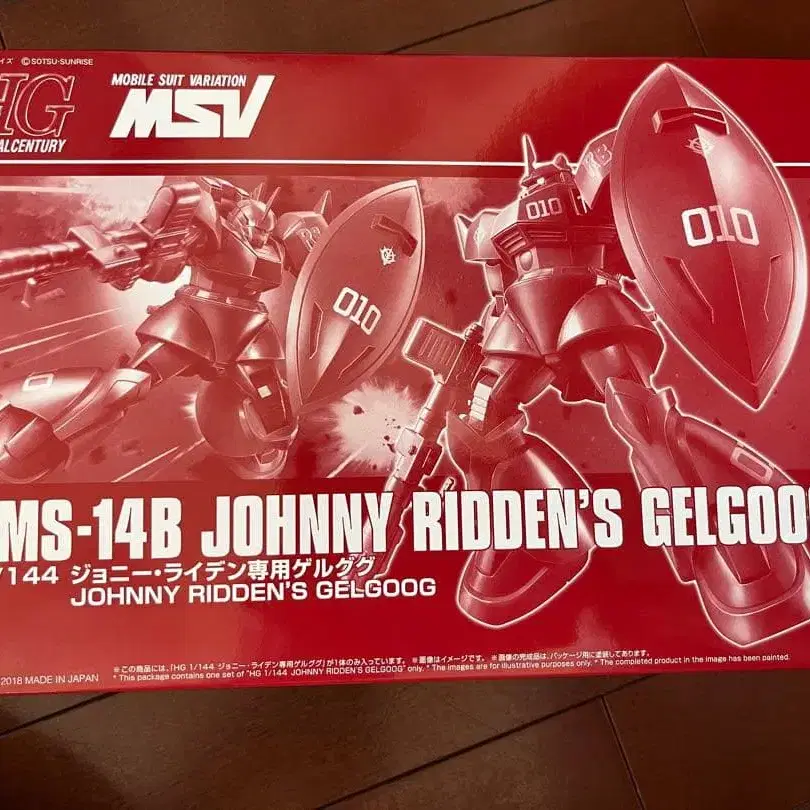 イズ ©SOTSU・SUNRISE
HG
ALCENTURY
MOBILE SUIT VARIATION
MSV
010
010
010
MS-14B JOHNNY RIDDEN'S GELGOOG
/144 ジョニー・ライデン専用ゲルググ
JOHNNY RIDDEN'S GELGOOG
※この商品には、「HG 1/144 ジョニー・ライデン専用ゲルググ」が1体のみ入っています。 ※画像はイメージです。 ※画像の完成品は、パッケージ用に塗装してあります。
* This package contains one set of "HG 1/144 JOHNNY RIDDEN'S GELGOOG" only. * The images are for illustrative purposes only. * The completed product in the image has been painted.
2018 MADE IN JAPAN